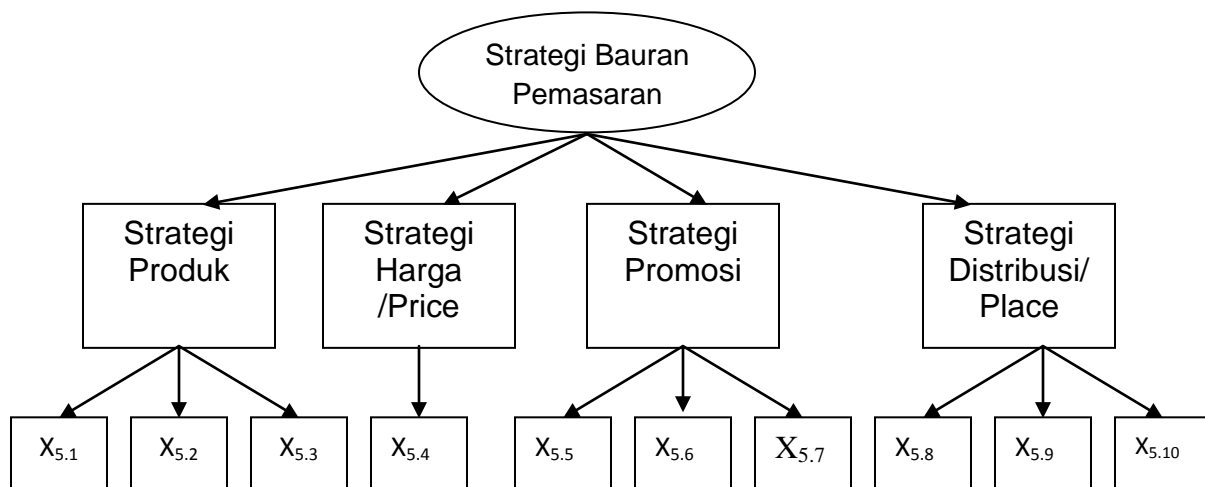 Strategi Bauran
Pemasaran
Strategi
Produk
Strategi
Harga
/Price
Strategi
Promosi
Strategi
Distribusi/
Place
X5.1
X5.2
X5.3
X5.4
X5.5
X5.6
X5.7
X5.8
X5.9
X5.10